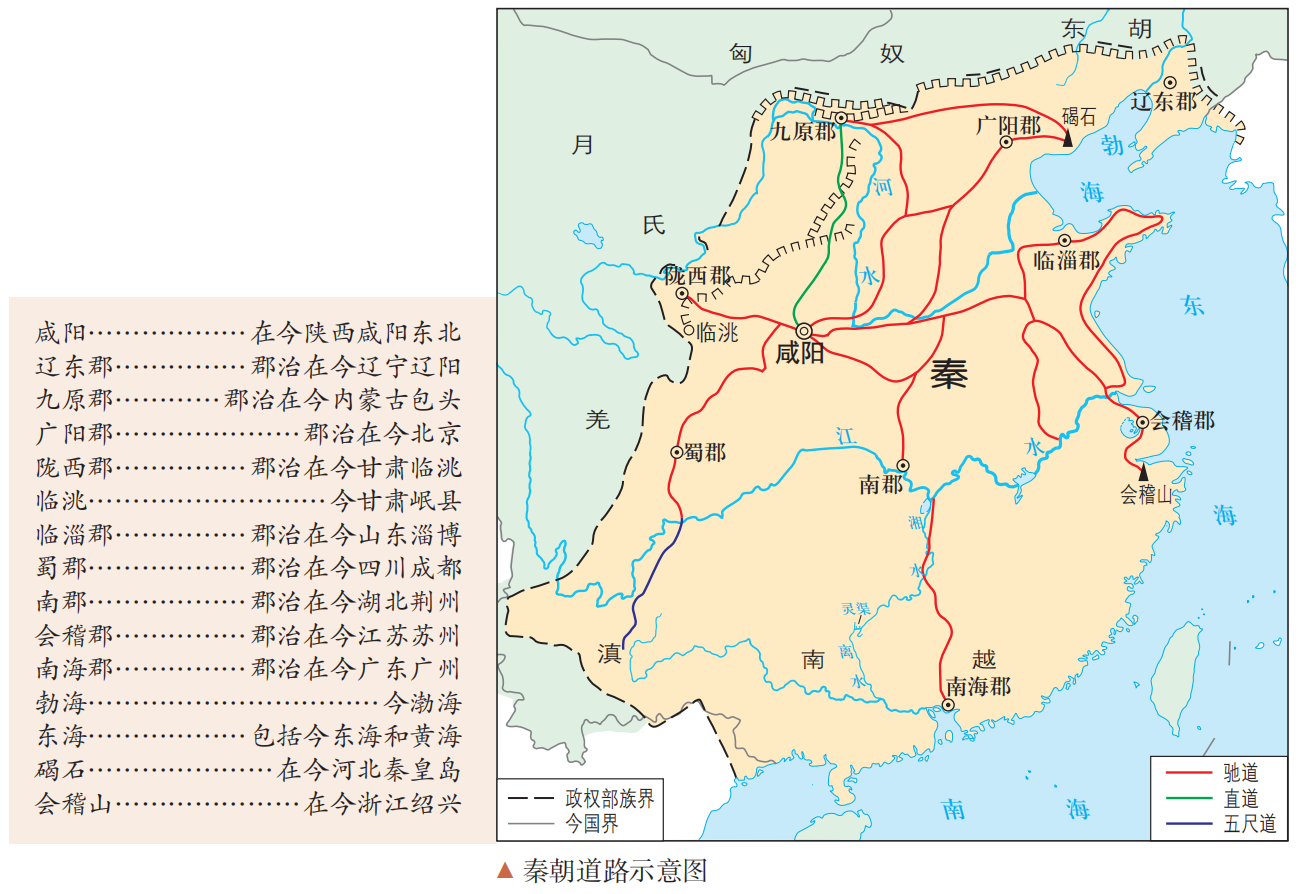 咸阳………………在今陕西咸阳东北
辽东郡……………郡治在今辽宁辽阳
九原郡…………郡治在今内蒙古包头
广阳郡…………………郡治在今北京
陇西郡……………郡治在今甘肃临洮
临洮………………………今甘肃岷县
临淄郡……………郡治在今山东淄博
蜀郡………………郡治在今四川成都
南郡………………郡治在今湖北荆州
会稽郡……………郡治在今江苏苏州
南海郡……………郡治在今广东广州
勃海……………………………今渤海
东海………………包括今东海和黄海
碣石…………………在今河北秦皇岛
会稽山…………………在今浙江绍兴
匈奴
东胡
月氏
羌
辽东郡
碣石
广阳郡
九原郡
勃海
河水
陇西郡
临洮
咸阳
临淄郡
秦
东海
蜀郡
江水
南郡
会稽郡
会稽山
湘水
灵渠
离水
滇
南越
南海郡
南海
政权部族界
今国界
驰道
直道
五尺道
▲ 秦朝道路示意图